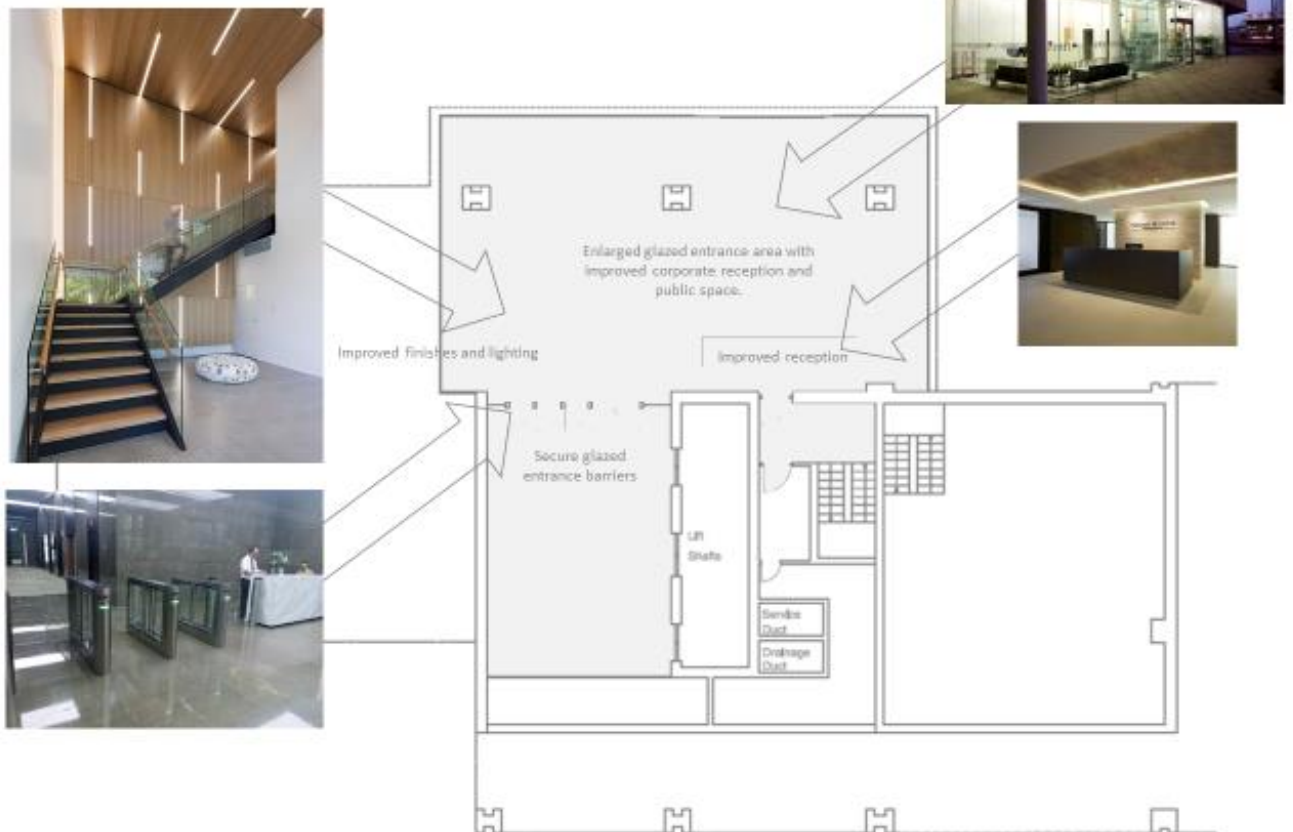 Enlarged glazed entrance area with
improved corporate reception and
public space.
Improved finishes and lighting
Improved reception
Secure glazed
entrance barriers
Lift
Shafts
Service
Duct
Drainage
Duct